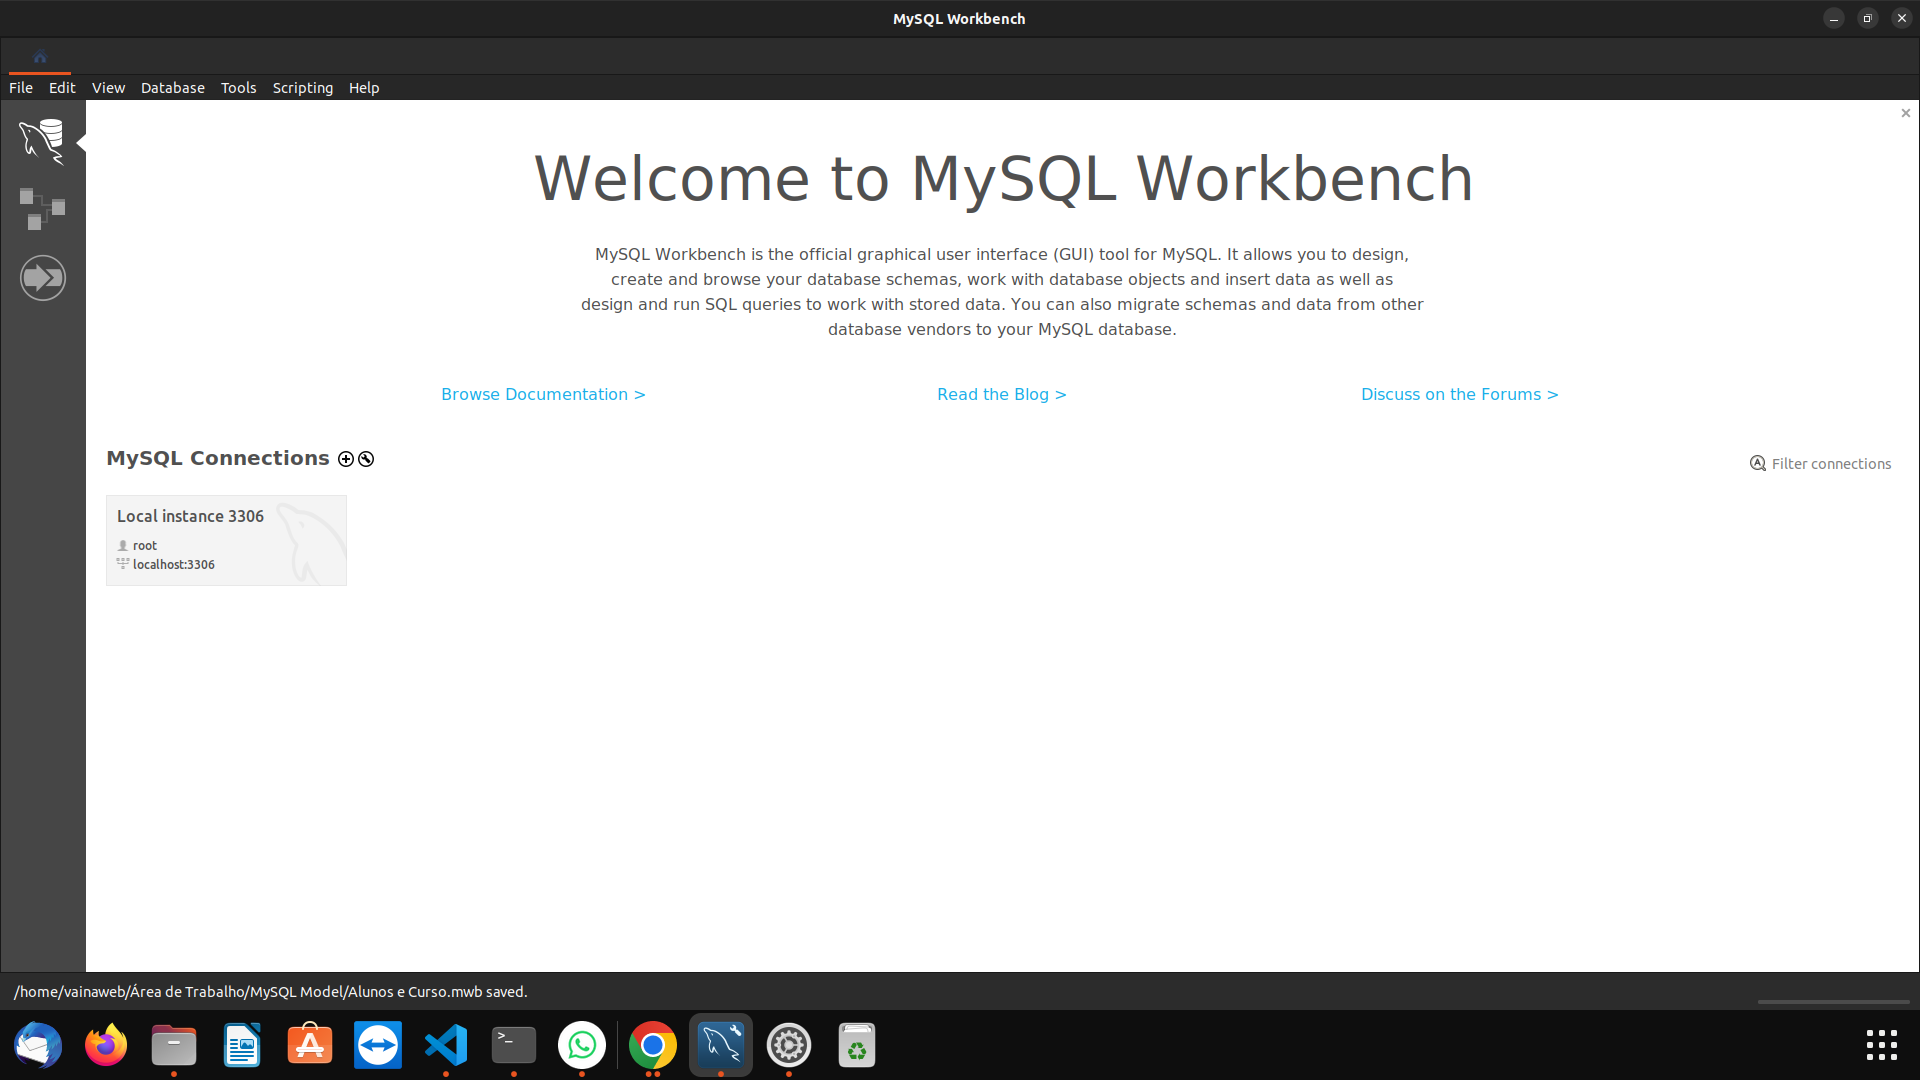 MySQL Workbench
File Edit View Database Tools Scripting Help
Welcome to MySQL Workbench
MySQL Workbench is the official graphical user interface (GUI) tool for MySQL. It allows you to design,
create and browse your database schemas, work with database objects and insert data as well as
design and run SQL queries to work with stored data. You can also migrate schemas and data from other
database vendors to your MySQL database.
Browse Documentation > Read the Blog > Discuss on the Forums >
MySQL Connections
Filter connections
Local instance 3306
root
localhost:3306
/home/vainaweb/Área de Trabalho/MySQL Model/Alunos e Curso.mwb saved.